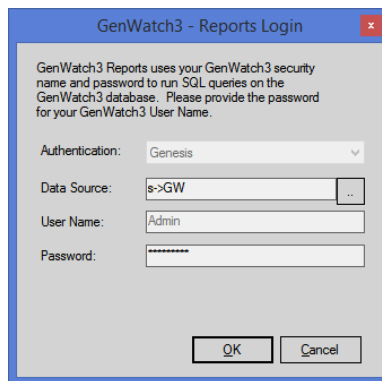 GenWatch3 - Reports Login
x
GenWatch3 Reports uses your GenWatch3 security
name and password to run SQL queries on the
GenWatch3 database. Please provide the password
for your GenWatch3 User Name.
Authentication: Genesis
Data Source: s->GW ..
User Name: Admin
Password: *********
OK Cancel